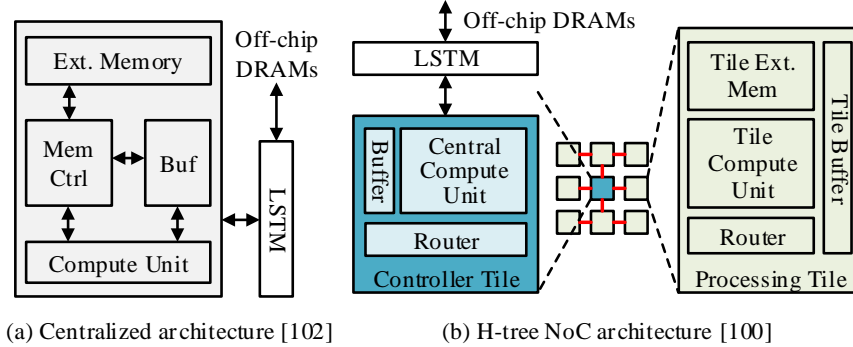 Off-chip
DRAMs
Ext. Memory
Mem
Ctrl
Buf
LSTM
Compute Unit
(a) Centralized architecture [102]
Off-chip DRAMs
LSTM
Buffer
Central
Compute
Unit
Router
Controller Tile
Tile Ext.
Mem
Tile
Compute
Unit
Tile Buffer
Router
Processing Tile
(b) H-tree NoC architecture [100]